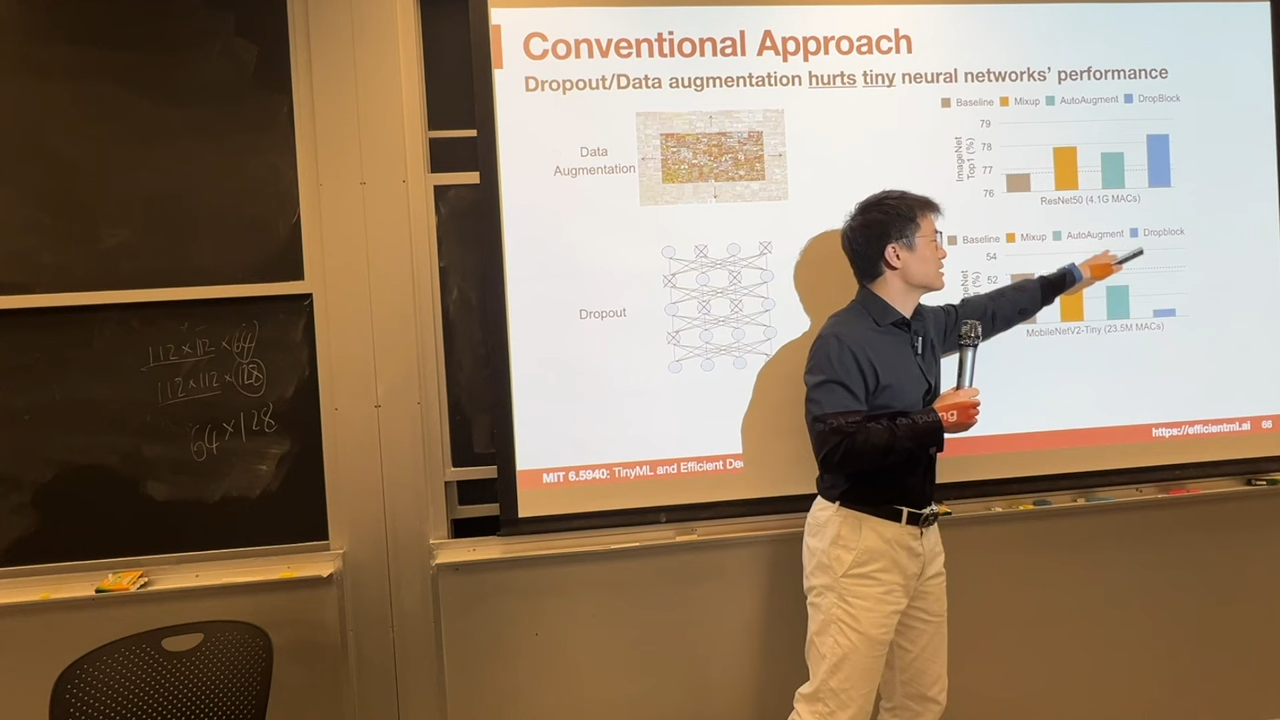 112×112×64
112×112×128
64×128
Conventional Approach
Dropout/Data augmentation hurts tiny neural networks' performance
Data
Augmentation
Dropout
Baseline Mixup AutoAugment DropBlock
ImageNet
Top1 (%)
79
78
77
76
ResNet50 (4.1G MACs)
Baseline Mixup AutoAugment Dropblock
54
52
(%)
MobileNetV2-Tiny (23.5M MACs)
MIT 6.5940: TinyML and Efficient De
puting
https://efficientml.ai 66